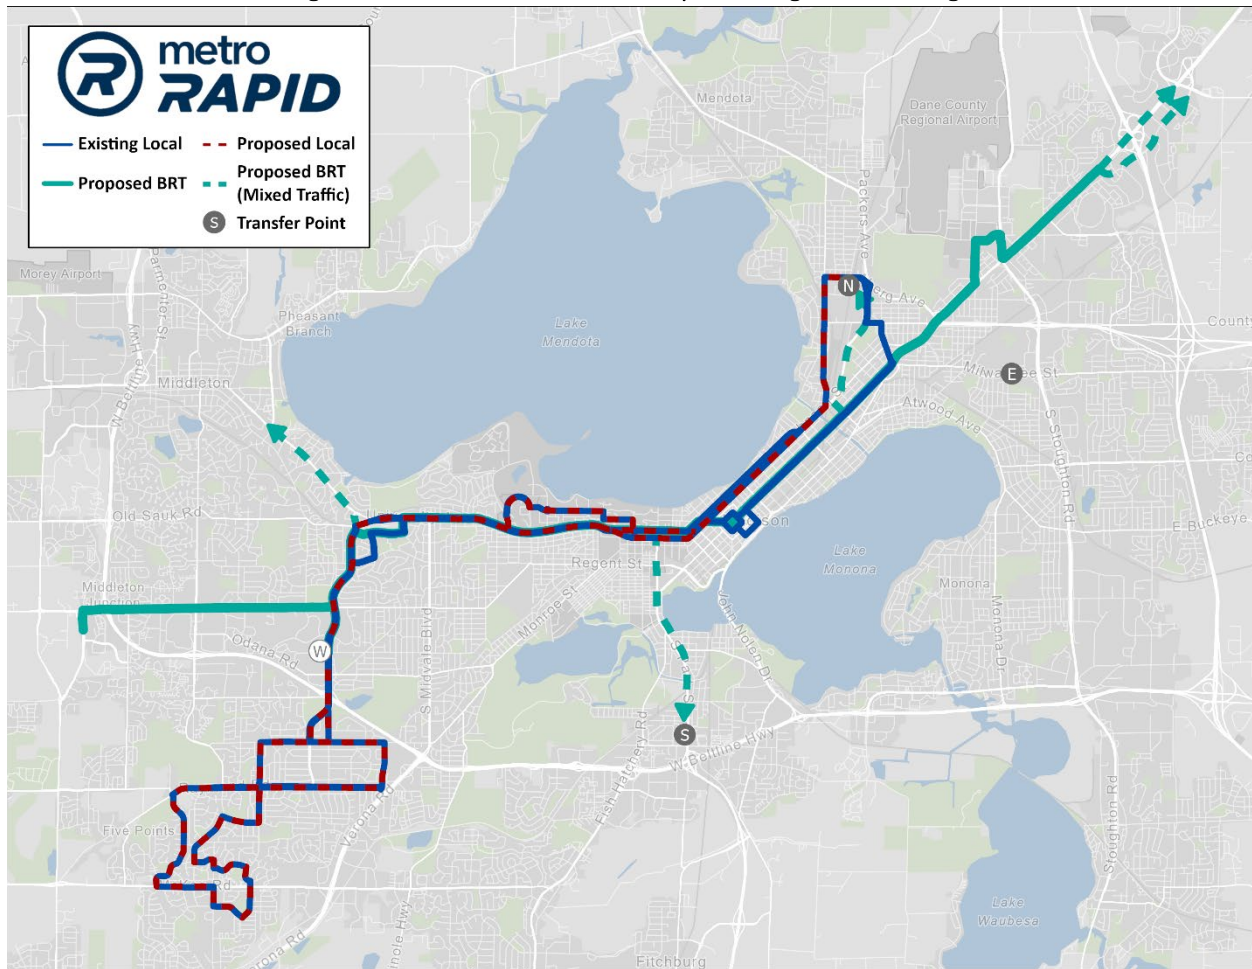 R metro
RAPID
Existing Local
Proposed Local
Proposed BRT
Proposed BRT
(Mixed Traffic)
S Transfer Point
Mendota
Dane County
Regional Airport
Packers Ave
Morey Airport
Parmenter St
Pheasant
Branch
Lake
Mendota
N
County
W Beltline Hwy
Middleton
E
Atwood Ave
S Stoughton Rd
Old Sauk Rd
E Buckeye
Regent St
Lake
Monona
Monona
Middleton
Monroe St
John Nolen Dr
Monona Dr
Odana Rd
W
S Midvale Blvd
S
W Beltline Hwy
Fish Hatchery Rd
Verona Rd
Five Points
Stoughton Rd
Lake
Waubesa
Fitchburg